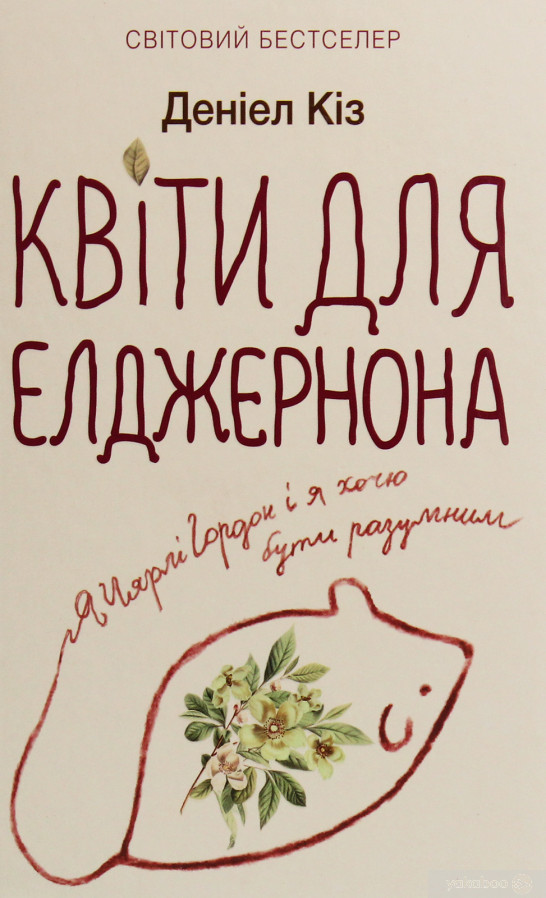 СВІТОВИЙ БЕСТСЕЛЕР
Деніел Кіз
КВІТИ ДЛЯ
ЕЛДЖЕРНОНА
Я Чярлі Гордон і я хочю
бути разумним
yakaboo